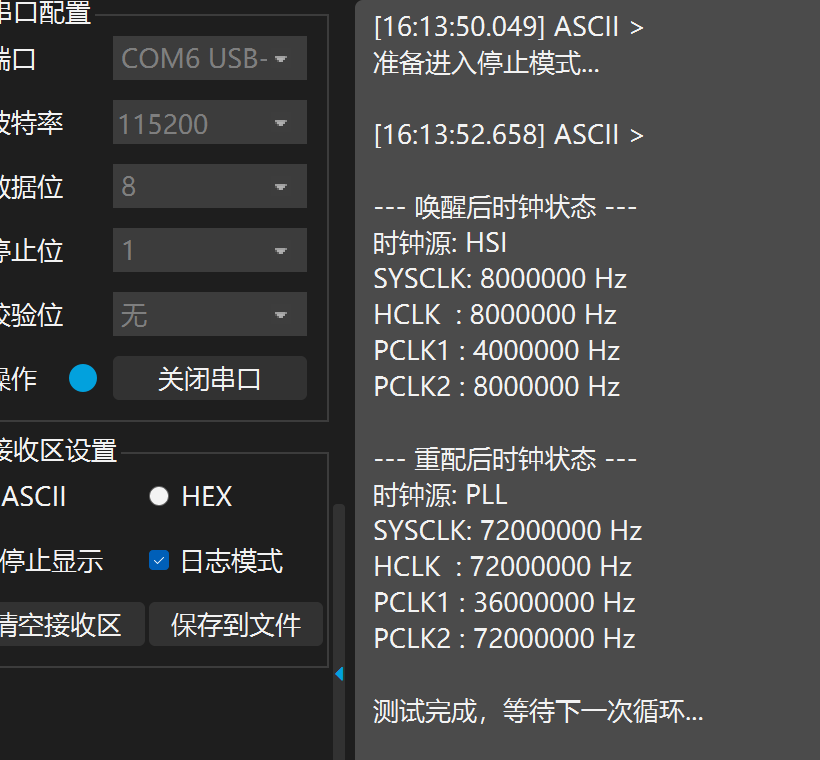 串口配置
端口
COM6 USB-
波特率
115200
数据位
8
停止位
1
校验位
无
操作
关闭串口
接收区设置
ASCII
HEX
停止显示
日志模式
清空接收区
保存到文件
[16:13:50.049] ASCII >
准备进入停止模式...
[16:13:52.658] ASCII >
--- 唤醒后时钟状态 ---
时钟源: HSI
SYSCLK: 8000000 Hz
HCLK  : 8000000 Hz
PCLK1 : 4000000 Hz
PCLK2 : 8000000 Hz
--- 重配后时钟状态 ---
时钟源: PLL
SYSCLK: 72000000 Hz
HCLK  : 72000000 Hz
PCLK1 : 36000000 Hz
PCLK2 : 72000000 Hz
测试完成，等待下一次循环...